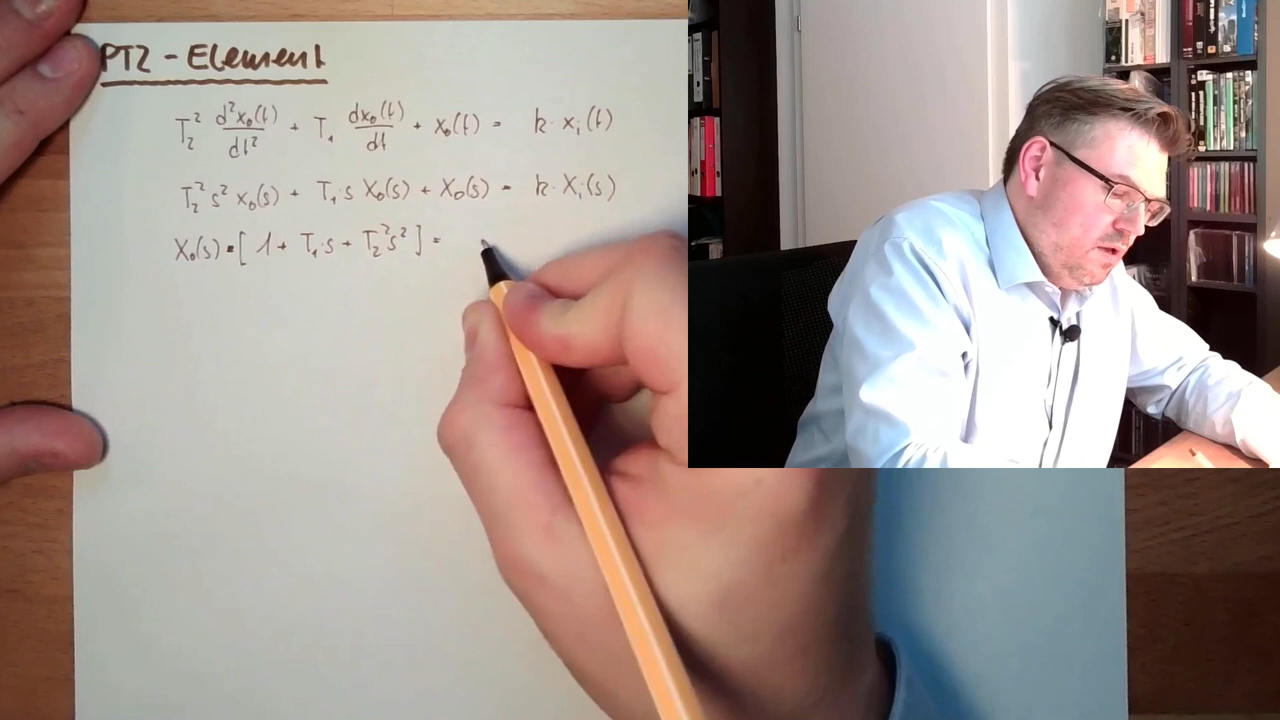 PT2 - Element
T₂² d²x₀(t)/dt² + T₁ dx₀(t)/dt + x₀(t) = k · xᵢ(t)
T₂² s² x₀(s) + T₁ · s X₀(s) + X₀(s) = k · Xᵢ(s)
X₀(s) = [ 1 + T₁ · s + T₂² s² ] =